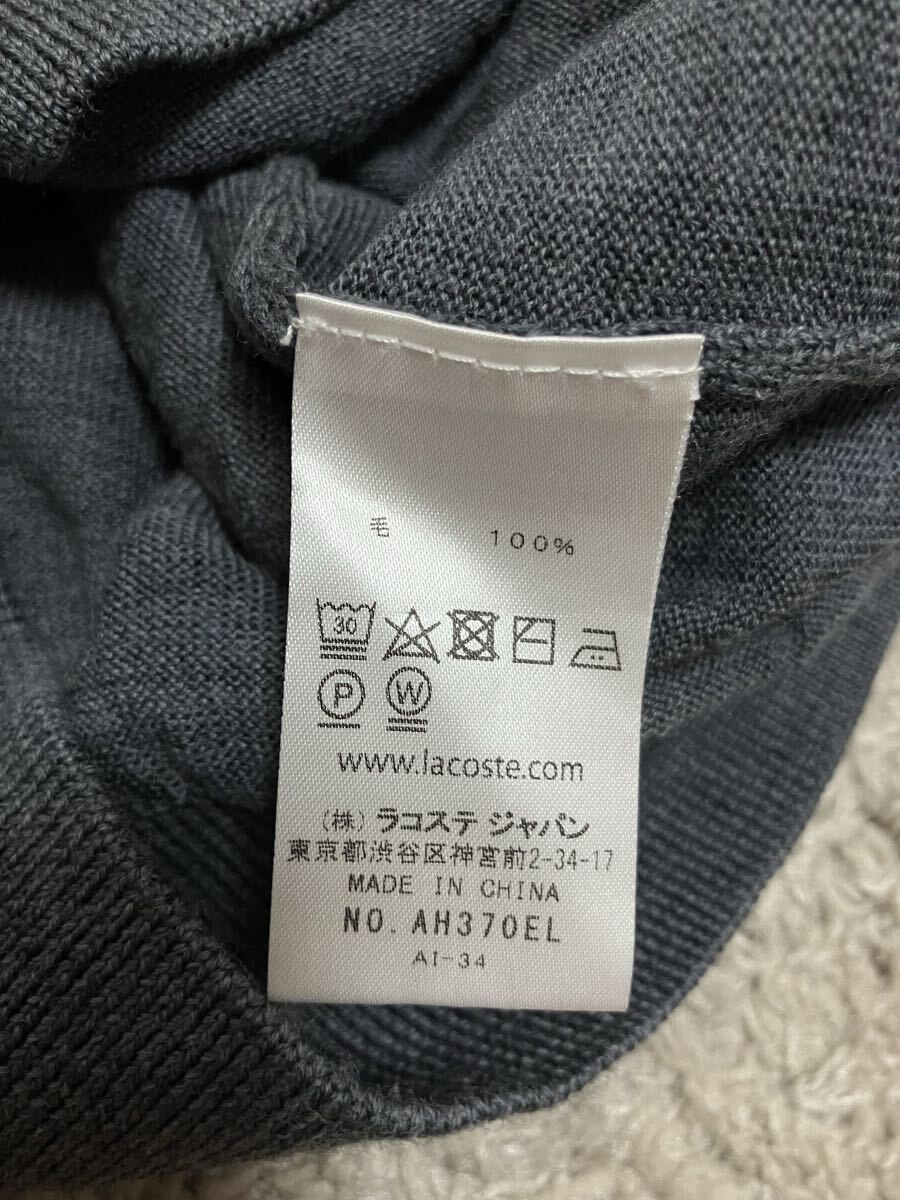 毛 100%
30
P W
www.lacoste.com
(株) ラコステ ジャパン
東京都渋谷区神宮前2-34-17
MADE IN CHINA
NO. AH370EL
AI-34